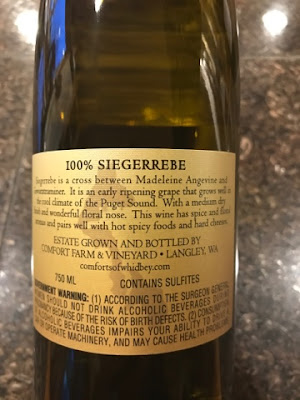 100% SIEGERREBE
Siegerrebe is a cross between Madeleine Angevine and
Gewurztraminer. It is an early ripening grape that grows well in
the cool climate of the Puget Sound. With a medium dry
and wonderful floral nose. This wine has spice and floral
and pairs well with hot spicy foods and hard cheeses.
ESTATE GROWN AND BOTTLED BY
COMFORT FARM & VINEYARD • LANGLEY, WA
comfortsofwhidbey.com
750 ML CONTAINS SULFITES
GOVERNMENT WARNING: (1) ACCORDING TO THE SURGEON GENERAL,
SHOULD NOT DRINK ALCOHOLIC BEVERAGES DURING
BECAUSE OF THE RISK OF BIRTH DEFECTS. (2) CONSUMPTION
ALCOHOLIC BEVERAGES IMPAIRS YOUR ABILITY TO
OPERATE MACHINERY, AND MAY CAUSE HEALTH PROBLEMS.